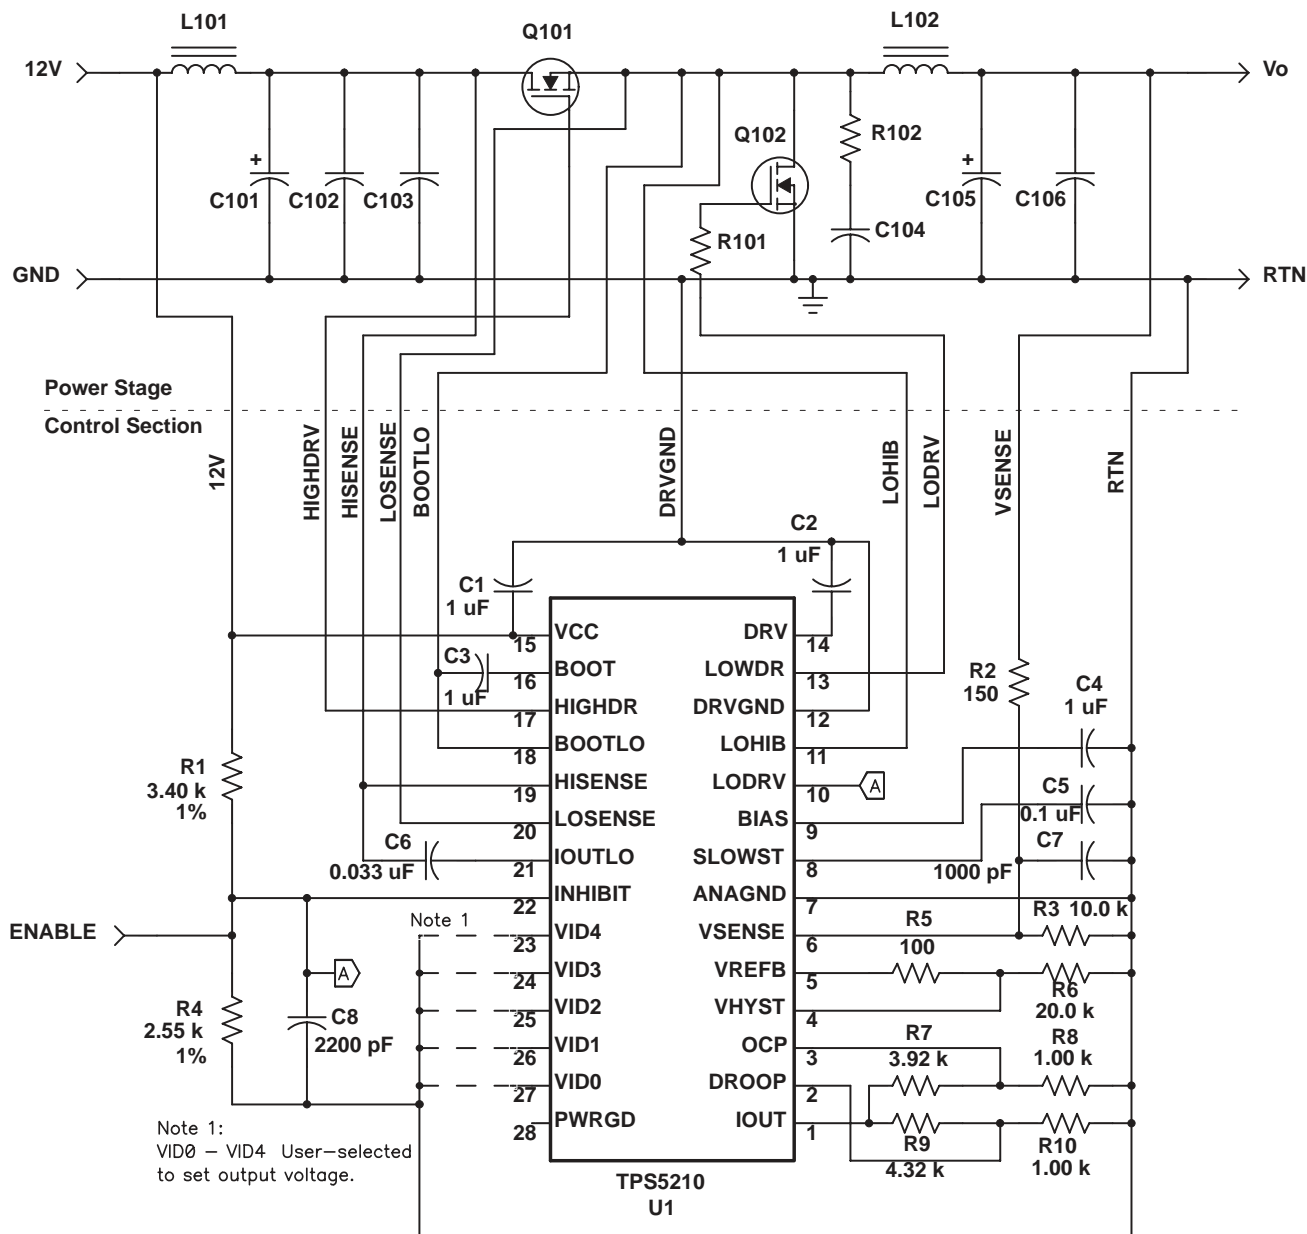 L101
Q101
L102
12V
Vo
Q102
R102
C101
C102
C103
C105
C106
R101
C104
GND
RTN
Power Stage
Control Section
12V
HIGHDRV
HISENSE
LOSENSE
BOOTLO
DRVGND
LOHIB
LODRV
VSENSE
RTN
C2
1 uF
C1
1 uF
VCC
15
DRV
14
C3
1 uF
BOOT
16
LOWDR
13
R2
150
C4
1 uF
HIGHDR
17
DRVGND
12
BOOTLO
18
LOHIB
11
R1
3.40 k
1%
HISENSE
19
LODRV
10
A
C5
0.1 uF
LOSENSE
20
BIAS
9
C6
0.033 uF
IOUTLO
21
SLOWST
8
C7
1000 pF
INHIBIT
22
ANAGND
7
R3 10.0 k
ENABLE
Note 1
VID4
23
VSENSE
6
R5
100
A
VID3
24
VREFB
5
R6
20.0 k
R4
2.55 k
1%
C8
2200 pF
VID2
25
VHYST
4
VID1
26
OCP
3
R7
3.92 k
R8
1.00 k
VID0
27
DROOP
2
PWRGD
28
IOUT
1
R9
4.32 k
R10
1.00 k
Note 1:
VID0 – VID4 User–selected
to set output voltage.
TPS5210
U1